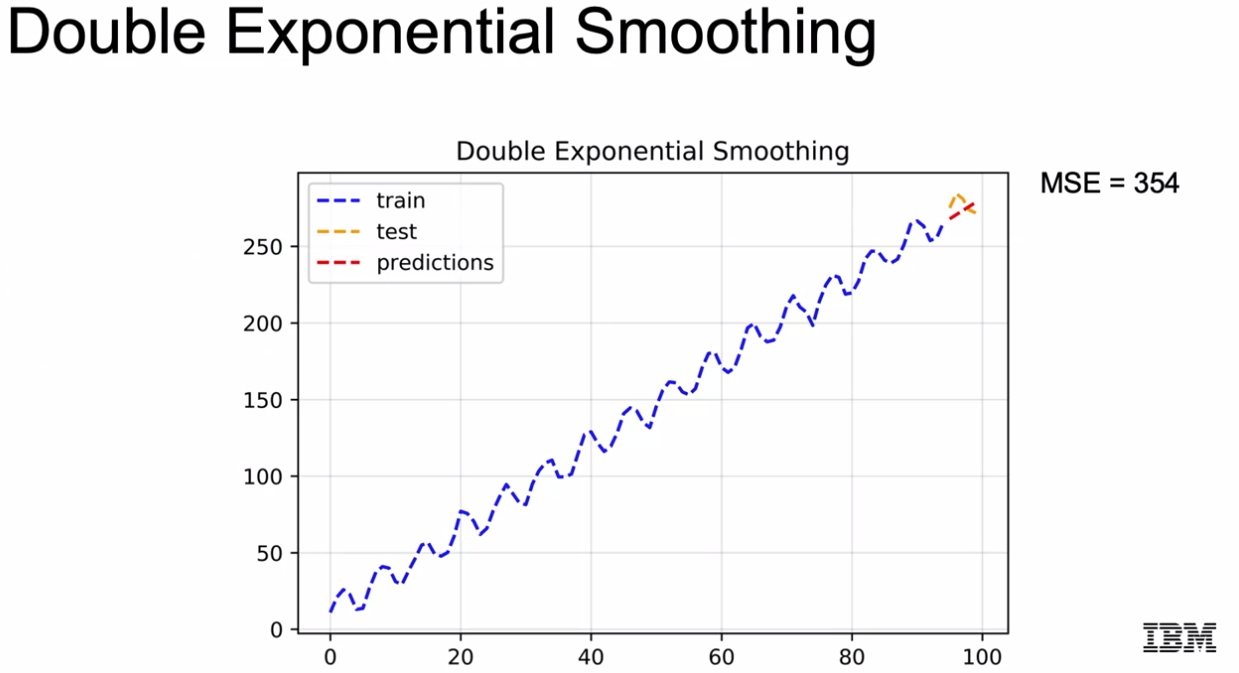 Double Exponential Smoothing
Double Exponential Smoothing
MSE = 354
train
test
predictions
250
200
150
100
50
0
0 20 40 60 80 100
IBM